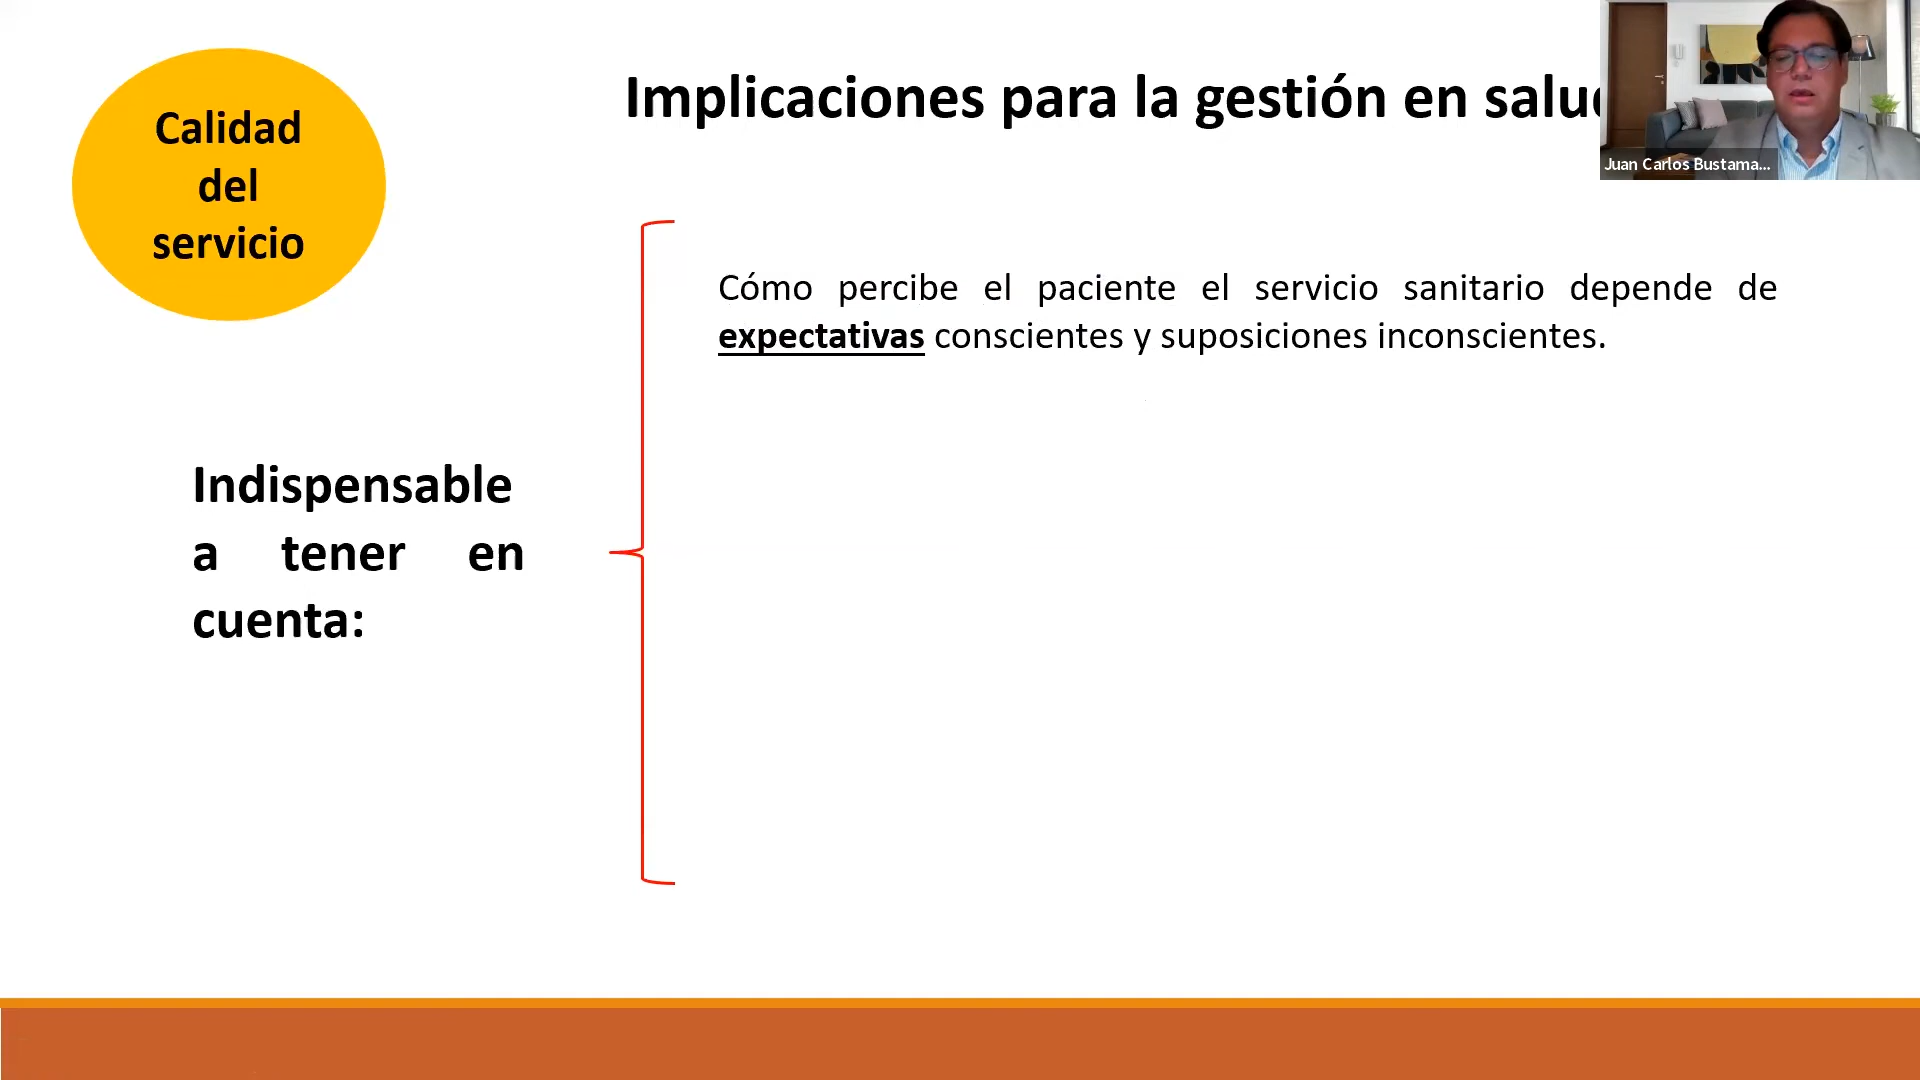 Calidad
del
servicio
Implicaciones para la gestión en salu
Juan Carlos Bustama...
Cómo percibe el paciente el servicio sanitario depende de
expectativas conscientes y suposiciones inconscientes.
Indispensable
a tener en
cuenta: